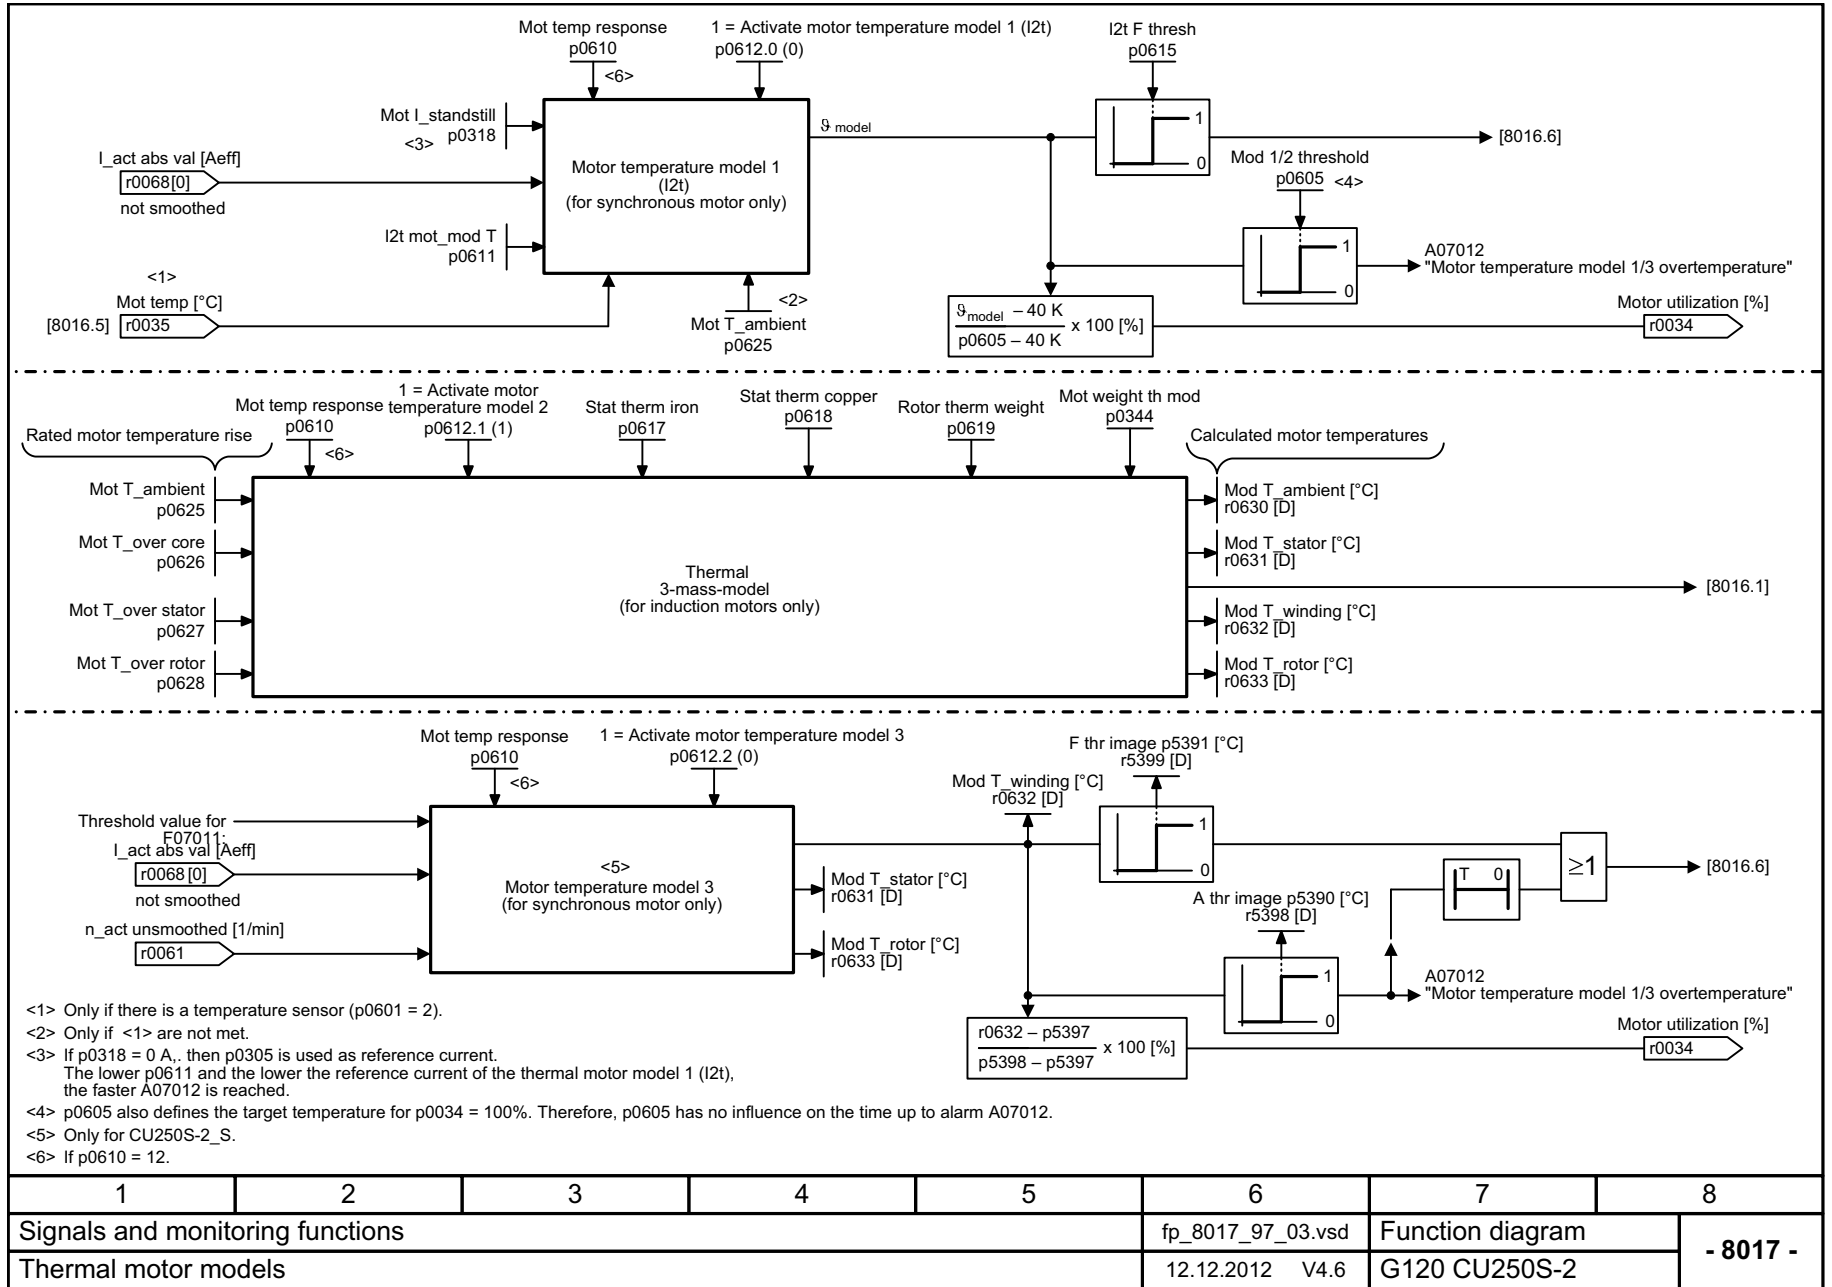 Mot temp response
p0610
<6>
1 = Activate motor temperature model 1 (I2t)
p0612.0 (0)
I2t F thresh
p0615
Mot I_standstill
<3> p0318
I_act abs val [Aeff]
r0068[0]
not smoothed
I2t mot_mod T
p0611
<1>
Mot temp [°C]
[8016.5] r0035
Motor temperature model 1
(I2t)
(for synchronous motor only)
<2>
Mot T_ambient
p0625
ϑ model
1
0
[8016.6]
Mod 1/2 threshold
p0605 <4>
1
0
A07012
"Motor temperature model 1/3 overtemperature"
ϑmodel – 40 K
p0605 – 40 K
x 100 [%]
Motor utilization [%]
r0034
Rated motor temperature rise
Mot temp response
p0610
<6>
1 = Activate motor
temperature model 2
p0612.1 (1)
Stat therm iron
p0617
Stat therm copper
p0618
Rotor therm weight
p0619
Mot weight th mod
p0344
Calculated motor temperatures
Mot T_ambient
p0625
Mot T_over core
p0626
Mot T_over stator
p0627
Mot T_over rotor
p0628
Thermal
3-mass-model
(for induction motors only)
Mod T_ambient [°C]
r0630 [D]
Mod T_stator [°C]
r0631 [D]
[8016.1]
Mod T_winding [°C]
r0632 [D]
Mod T_rotor [°C]
r0633 [D]
Mot temp response
p0610
<6>
1 = Activate motor temperature model 3
p0612.2 (0)
Threshold value for
F07011:
I_act abs val [Aeff]
r0068[0]
not smoothed
n_act unsmoothed [1/min]
r0061
<5>
Motor temperature model 3
(for synchronous motor only)
Mod T_stator [°C]
r0631 [D]
Mod T_rotor [°C]
r0633 [D]
Mod T_winding [°C]
r0632 [D]
F thr image p5391 [°C]
r5399 [D]
1
0
A thr image p5390 [°C]
r5398 [D]
1
0
T 0
≥1
[8016.6]
A07012
"Motor temperature model 1/3 overtemperature"
r0632 – p5397
p5398 – p5397
x 100 [%]
Motor utilization [%]
r0034
<1> Only if there is a temperature sensor (p0601 = 2).
<2> Only if <1> are not met.
<3> If p0318 = 0 A,. then p0305 is used as reference current.
The lower p0611 and the lower the reference current of the thermal motor model 1 (I2t),
the faster A07012 is reached.
<4> p0605 also defines the target temperature for p0034 = 100%. Therefore, p0605 has no influence on the time up to alarm A07012.
<5> Only for CU250S-2_S.
<6> If p0610 = 12.
1 2 3 4 5 6 7 8
Signals and monitoring functions
fp_8017_97_03.vsd
Function diagram
- 8017 -
Thermal motor models
12.12.2012 V4.6
G120 CU250S-2